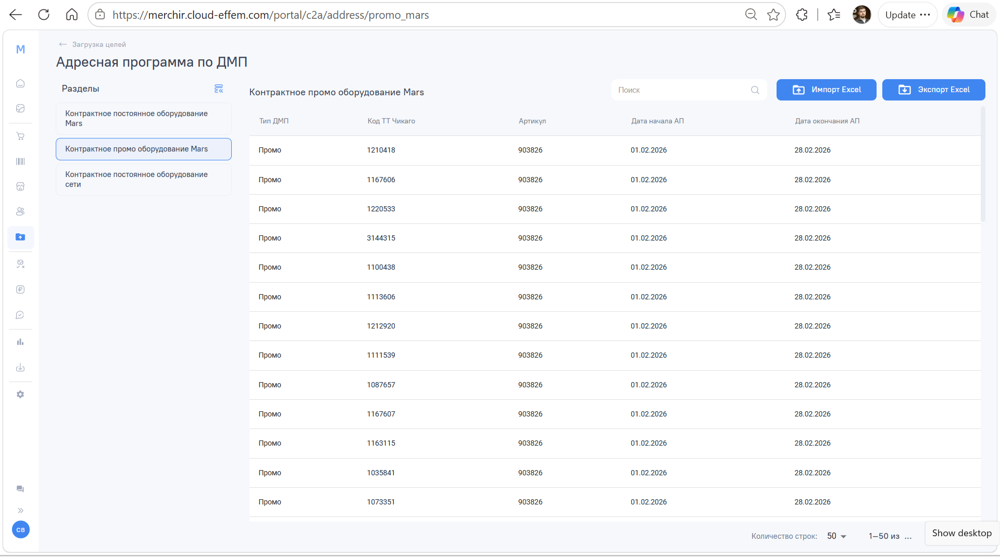 https://merchir.cloud-effem.com/portal/c2a/address/promo_mars
Update
Chat
M
Загрузка целей
Адресная программа по ДМП
Разделы
Контрактное постоянное оборудование
Mars
Контрактное промо оборудование Mars
Контрактное постоянное оборудование
сети
Контрактное промо оборудование Mars
Поиск
Импорт Excel
Экспорт Excel
Тип ДМП Код ТТ Чикаго Артикул Дата начала АП Дата окончания АП
Промо 1210418 903826 01.02.2026 28.02.2026
Промо 1167606 903826 01.02.2026 28.02.2026
Промо 1220533 903826 01.02.2026 28.02.2026
Промо 3144315 903826 01.02.2026 28.02.2026
Промо 1100438 903826 01.02.2026 28.02.2026
Промо 1113606 903826 01.02.2026 28.02.2026
Промо 1212920 903826 01.02.2026 28.02.2026
Промо 1111539 903826 01.02.2026 28.02.2026
Промо 1087657 903826 01.02.2026 28.02.2026
Промо 1167607 903826 01.02.2026 28.02.2026
Промо 1163115 903826 01.02.2026 28.02.2026
Промо 1035841 903826 01.02.2026 28.02.2026
Промо 1073351 903826 01.02.2026 28.02.2026
СВ
Количество строк: 50 1–50 из ...
Show desktop